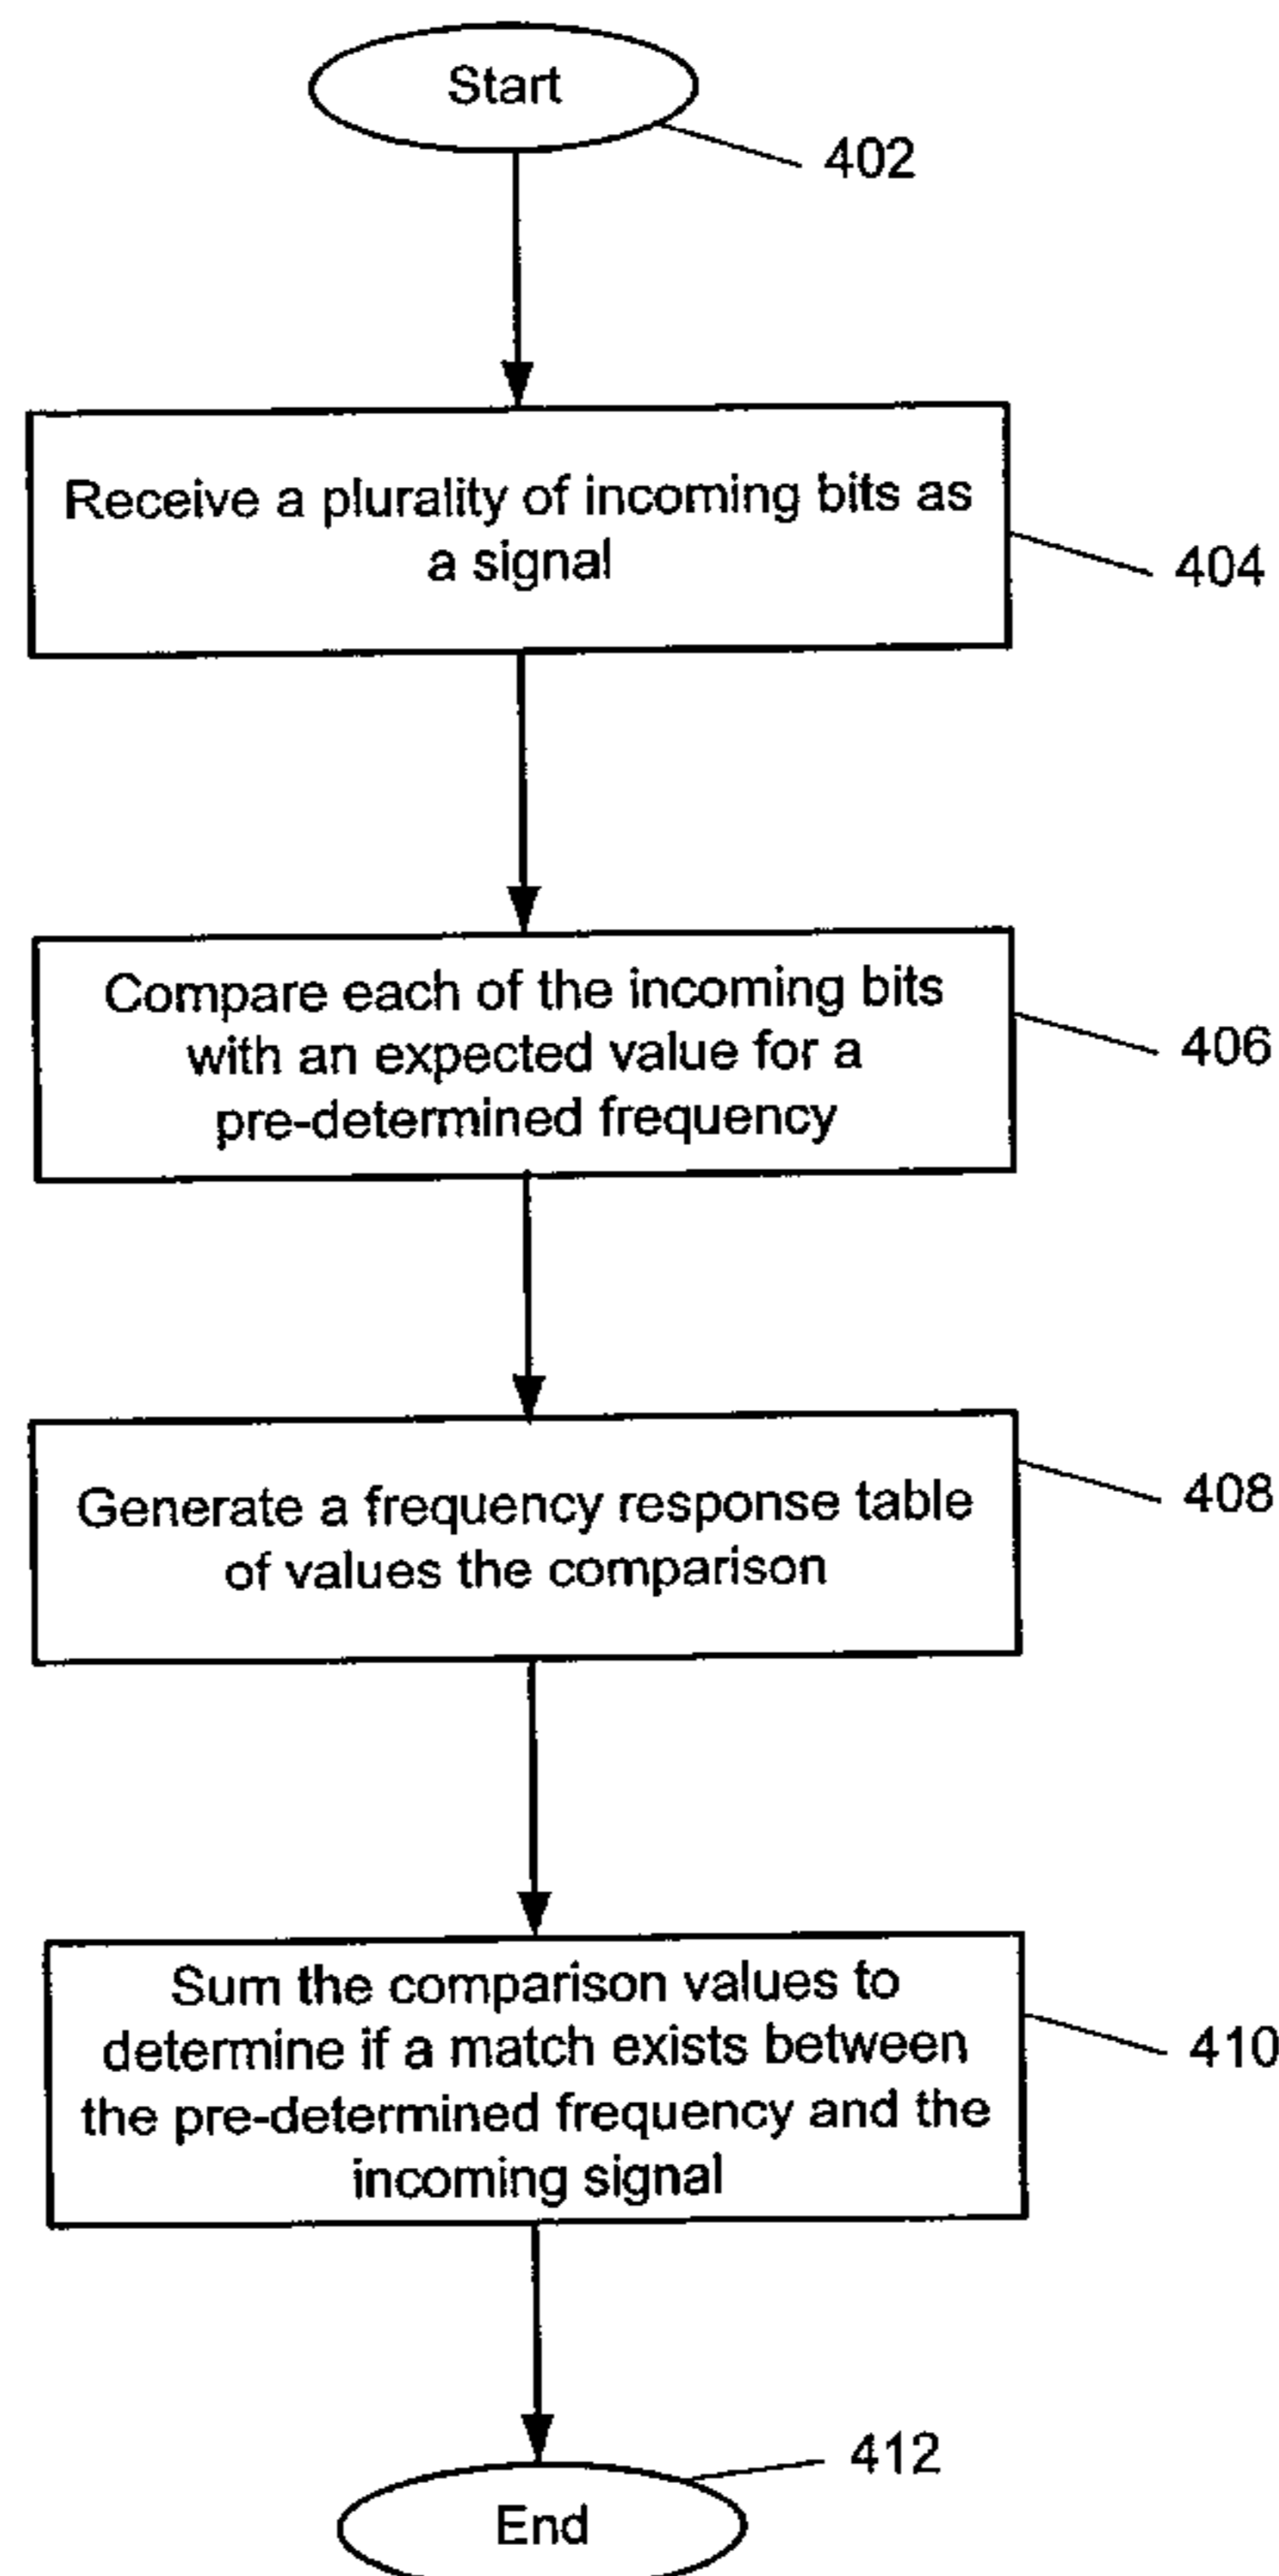 Start
402
Receive a plurality of incoming bits as
a signal
404
Compare each of the incoming bits
with an expected value for a
pre-determined frequency
406
Generate a frequency response table
of values the comparison
408
Sum the comparison values to
determine if a match exists between
the pre-determined frequency and the
incoming signal
410
412
End